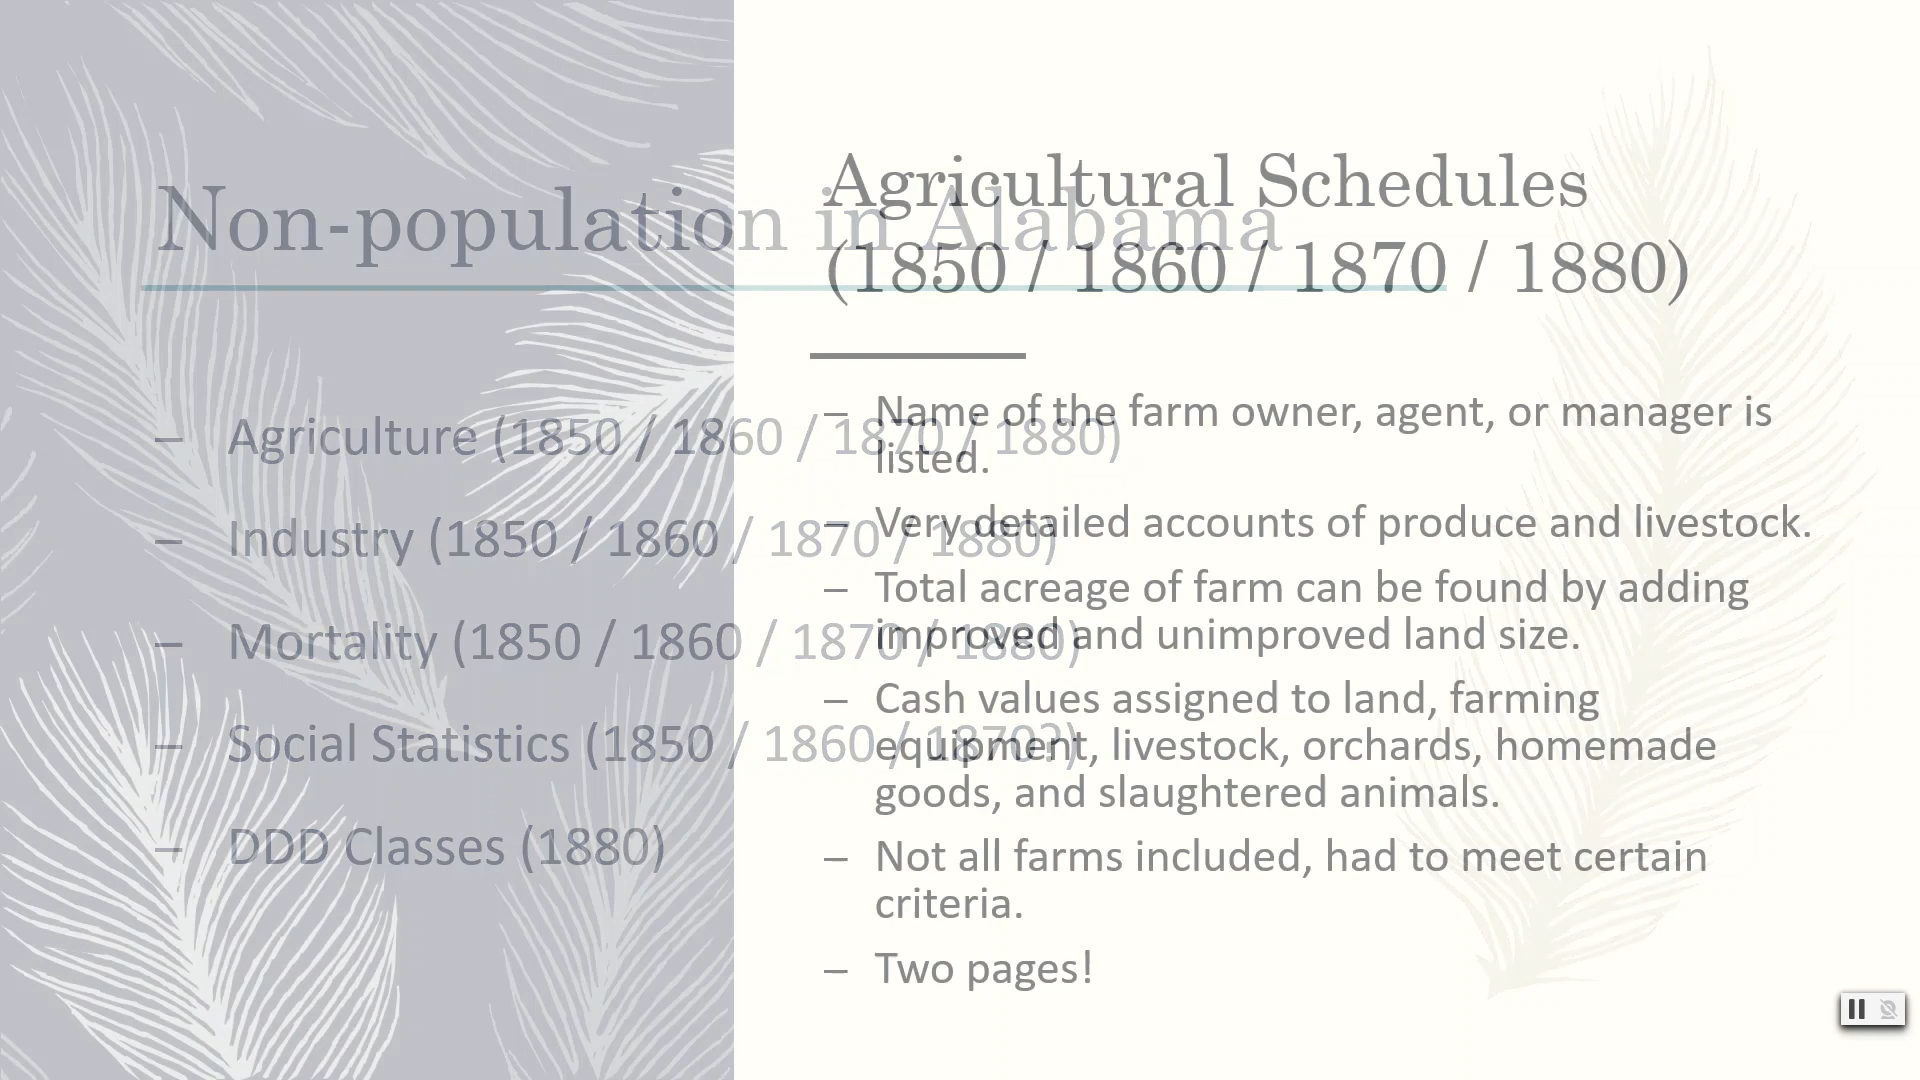 Non-population in Alabama
– Agriculture (1850 / 1860 / 1870 / 1880)
– Industry (1850 / 1860 / 1870 / 1880)
– Mortality (1850 / 1860 / 1870 / 1880)
– Social Statistics (1850 / 1860 / 1870?)
– DDD Classes (1880)
Agricultural Schedules
(1850 / 1860 / 1870 / 1880)
– Name of the farm owner, agent, or manager is
listed.
– Very detailed accounts of produce and livestock.
– Total acreage of farm can be found by adding
improved and unimproved land size.
– Cash values assigned to land, farming
equipment, livestock, orchards, homemade
goods, and slaughtered animals.
– Not all farms included, had to meet certain
criteria.
– Two pages!